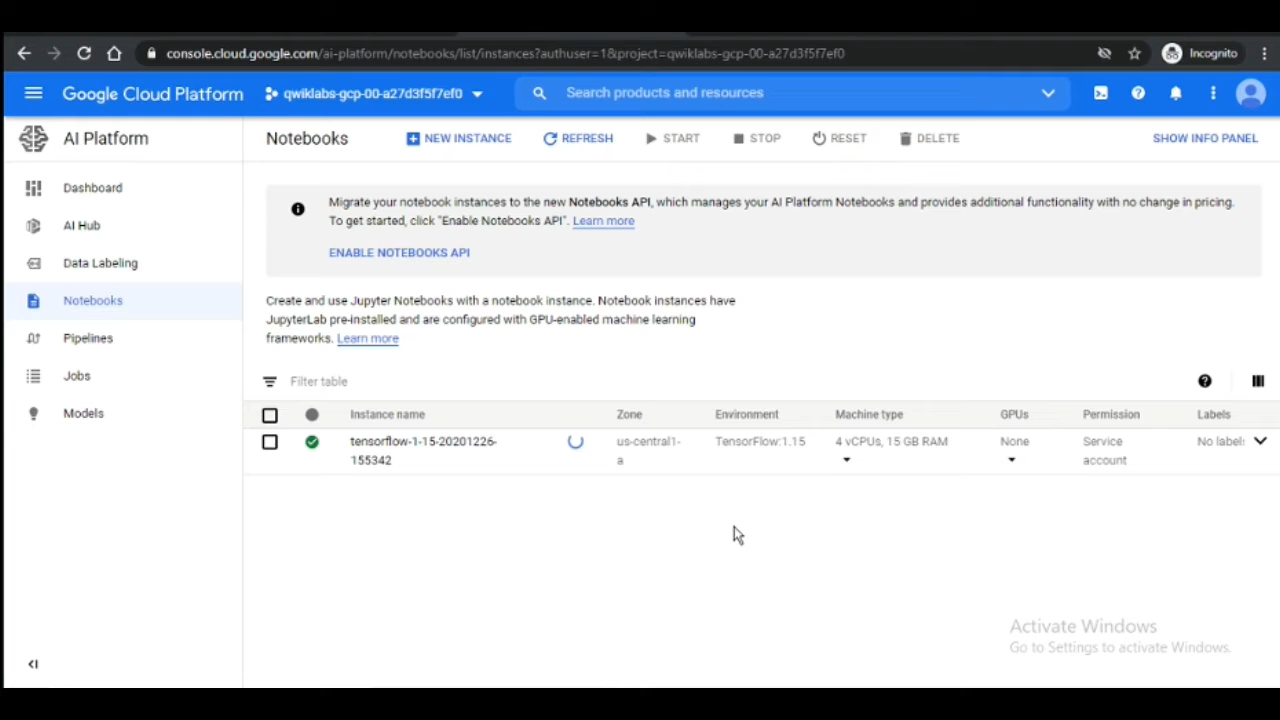 console.cloud.google.com/ai-platform/notebooks/list/instances?authuser=1&project=qwiklabs-gcp-00-a27d3f5f7ef0
Incognito
Google Cloud Platform
qwiklabs-gcp-00-a27d3f5f7ef0
Search products and resources
AI Platform
Notebooks
NEW INSTANCE
REFRESH
START
STOP
RESET
DELETE
SHOW INFO PANEL
Dashboard
AI Hub
Data Labeling
Notebooks
Pipelines
Jobs
Models
Migrate your notebook instances to the new Notebooks API, which manages your AI Platform Notebooks and provides additional functionality with no change in pricing.
To get started, click "Enable Notebooks API". Learn more
ENABLE NOTEBOOKS API
Create and use Jupyter Notebooks with a notebook instance. Notebook instances have
JupyterLab pre-installed and are configured with GPU-enabled machine learning
frameworks. Learn more
Filter table
Instance name Zone Environment Machine type GPUs Permission Labels
tensorflow-1-15-20201226- us-central1- TensorFlow:1.15 4 vCPUs, 15 GB RAM None Service No labels
155342 a account
Activate Windows
Go to Settings to activate Windows.